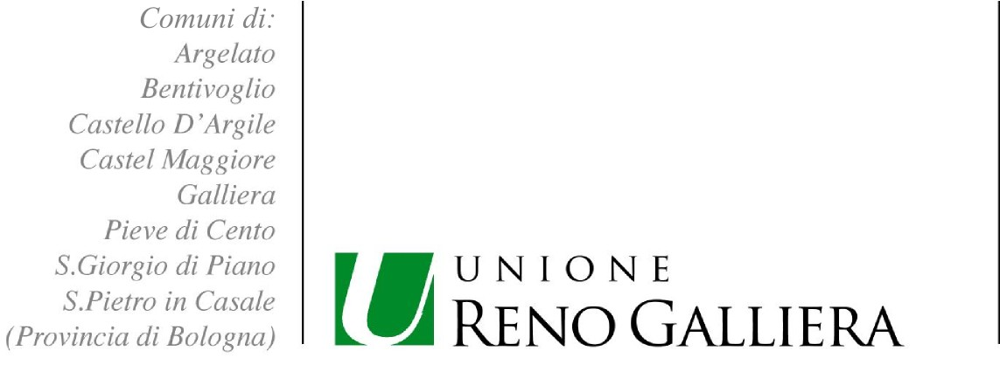 Comuni di:
Argelato
Bentivoglio
Castello D’Argile
Castel Maggiore
Galliera
Pieve di Cento
S.Giorgio di Piano
S.Pietro in Casale
(Provincia di Bologna)
U UNIONE
RENO GALLIERA